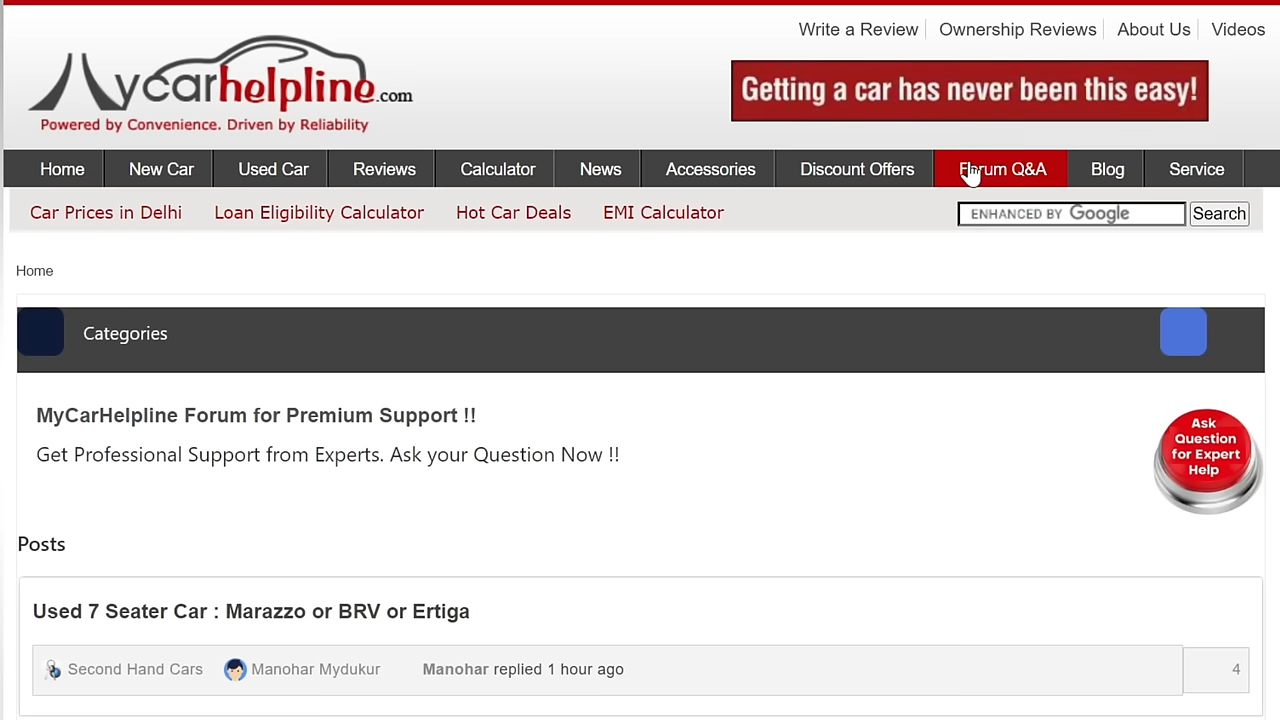 Write a Review Ownership Reviews About Us Videos
Mycarhelpline.com
Powered by Convenience. Driven by Reliability
Getting a car has never been this easy!
Home New Car Used Car Reviews Calculator News Accessories Discount Offers Forum Q&A Blog Service
Car Prices in Delhi Loan Eligibility Calculator Hot Car Deals EMI Calculator ENHANCED BY Google Search
Home
Categories
MyCarHelpline Forum for Premium Support !!
Get Professional Support from Experts. Ask your Question Now !!
Ask
Question
for Expert
Help
Posts
Used 7 Seater Car : Marazzo or BRV or Ertiga
Second Hand Cars Manohar Mydukur Manohar replied 1 hour ago 4